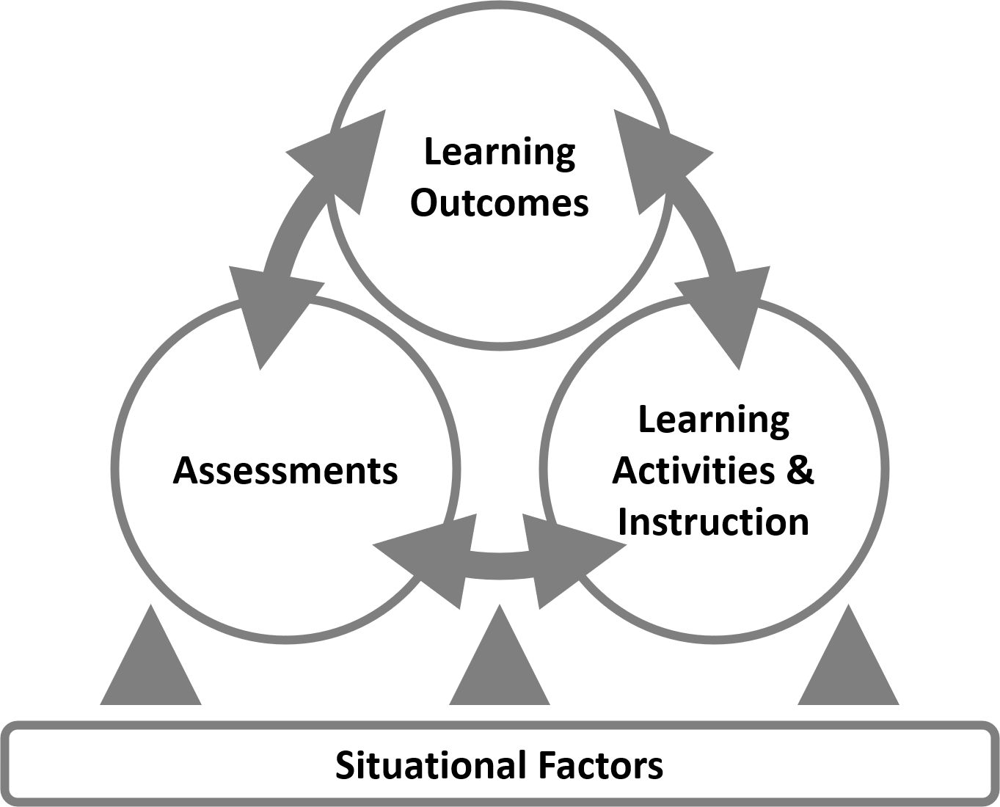 Learning
Outcomes
Assessments
Learning
Activities &
Instruction
Situational Factors